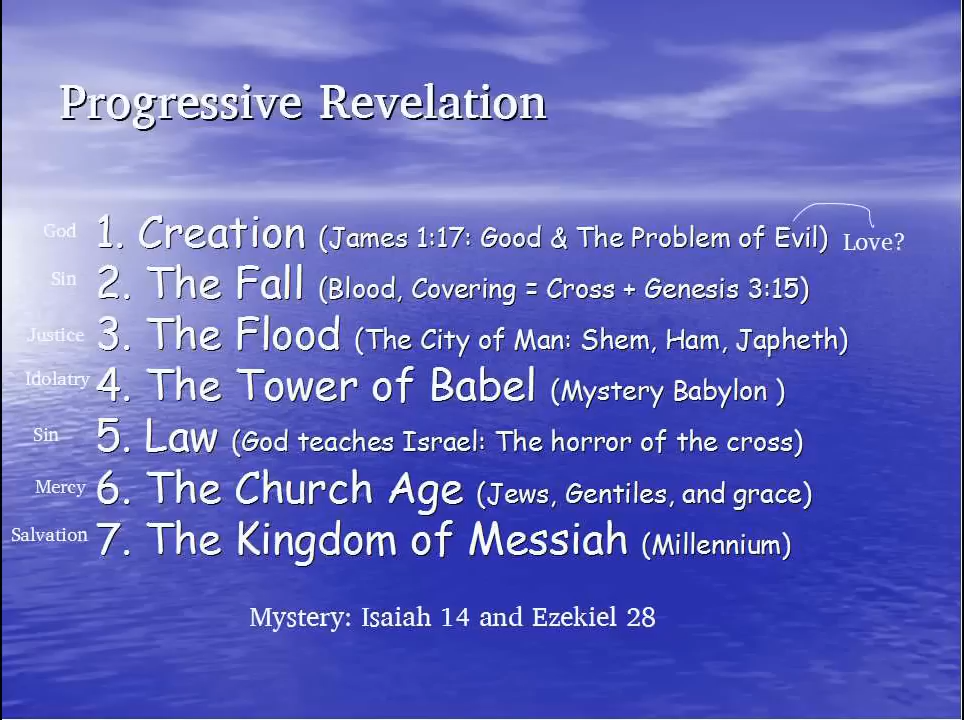 Progressive Revelation
God 1. Creation (James 1:17: Good & The Problem of Evil) Love?
Sin 2. The Fall (Blood, Covering = Cross + Genesis 3:15)
Justice 3. The Flood (The City of Man: Shem, Ham, Japheth)
Idolatry 4. The Tower of Babel (Mystery Babylon )
Sin 5. Law (God teaches Israel: The horror of the cross)
Mercy 6. The Church Age (Jews, Gentiles, and grace)
Salvation 7. The Kingdom of Messiah (Millennium)
Mystery: Isaiah 14 and Ezekiel 28